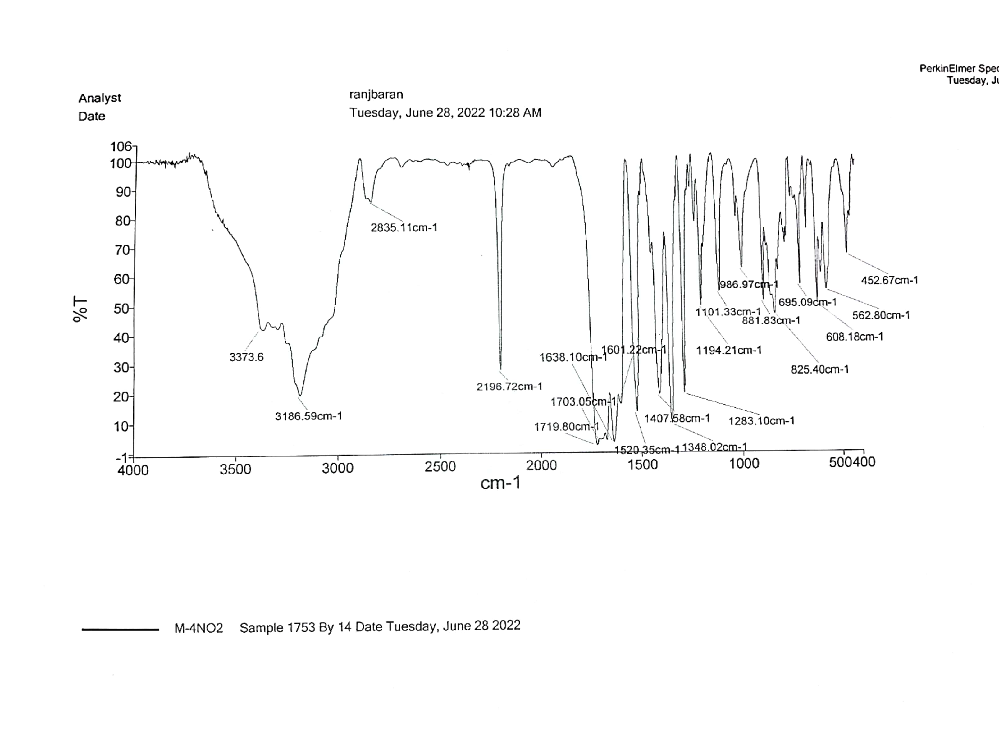 PerkinElmer Spec
Tuesday, Ju
Analyst ranjbaran
Date Tuesday, June 28, 2022 10:28 AM
106
100
90
80
70
60
50
40
30
20
10
-1
%T
4000 3500 3000 2500 2000 1500 1000 500400
cm-1
3373.6
3186.59cm-1
2835.11cm-1
2196.72cm-1
1719.80cm-1
1703.05cm-1
1638.10cm-1
1601.22cm-1
1520.35cm-1
1407.58cm-1
1348.02cm-1
1283.10cm-1
1194.21cm-1
1101.33cm-1
986.97cm-1
881.83cm-1
825.40cm-1
695.09cm-1
608.18cm-1
562.80cm-1
452.67cm-1
M-4NO2 Sample 1753 By 14 Date Tuesday, June 28 2022